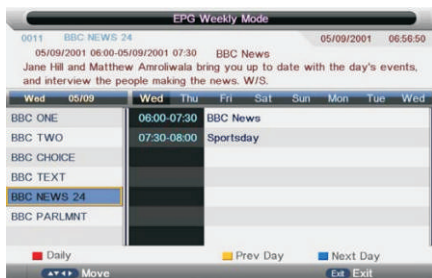 EPG Weekly Mode
0011 BBC NEWS 24 05/09/2001 06:56:50
05/09/2001 06:00-05/09/2001 07:30 BBC News
Jane Hill and Matthew Amroliwala bring you up to date with the day's events,
and interview the people making the news. W/S.
Wed 05/09 Wed Thu Fri Sat Sun Mon Tue Wed
BBC ONE 06:00-07:30 BBC News
BBC TWO 07:30-08:00 Sportsday
BBC CHOICE
BBC TEXT
BBC NEWS 24
BBC PARLMNT
Daily Prev Day Next Day
Move Exit Exit